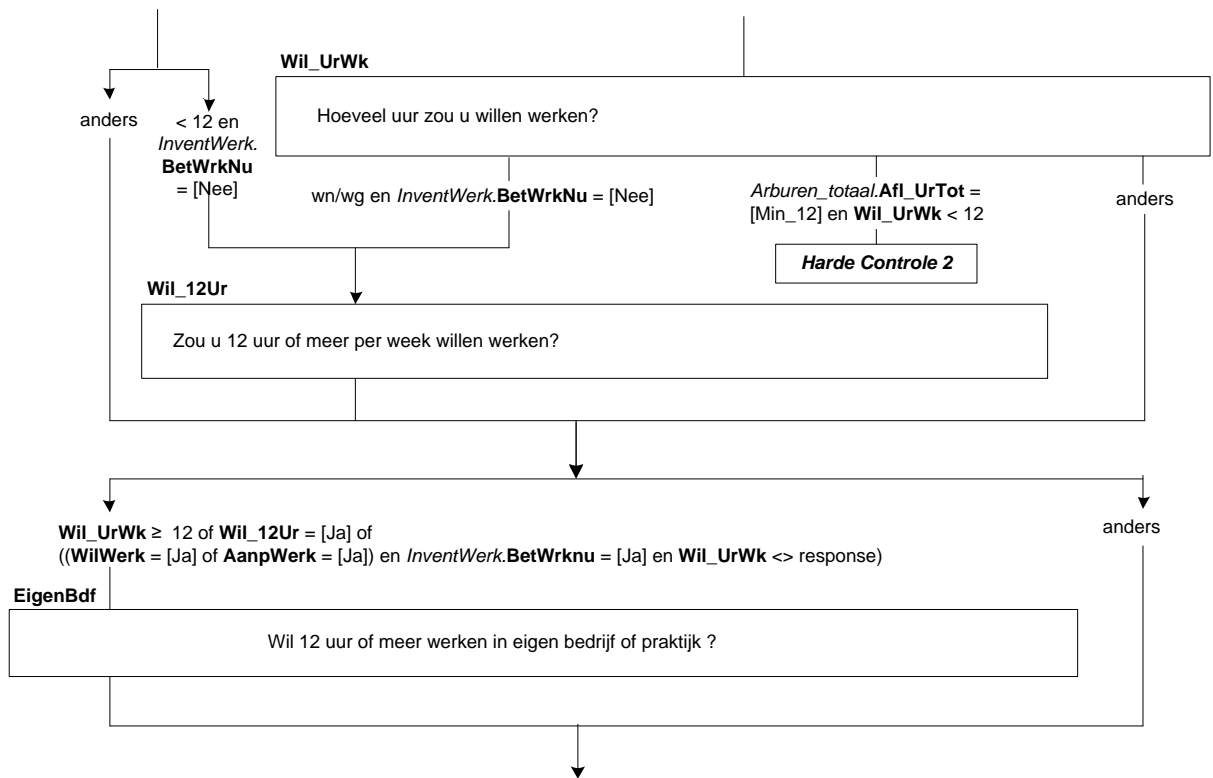 Wil_UrWk
Hoeveel uur zou u willen werken?
anders
< 12 en
InventWerk.
BetWrkNu
= [Nee]
wn/wg en InventWerk.BetWrkNu = [Nee]
Arburen_totaal.Afl_UrTot =
[Min_12] en Wil_UrWk < 12
anders
Harde Controle 2
Wil_12Ur
Zou u 12 uur of meer per week willen werken?
Wil_UrWk ≥ 12 of Wil_12Ur = [Ja] of
((WilWerk = [Ja] of AanpWerk = [Ja]) en InventWerk.BetWrknu = [Ja] en Wil_UrWk <> response)
anders
EigenBdf
Wil 12 uur of meer werken in eigen bedrijf of praktijk ?